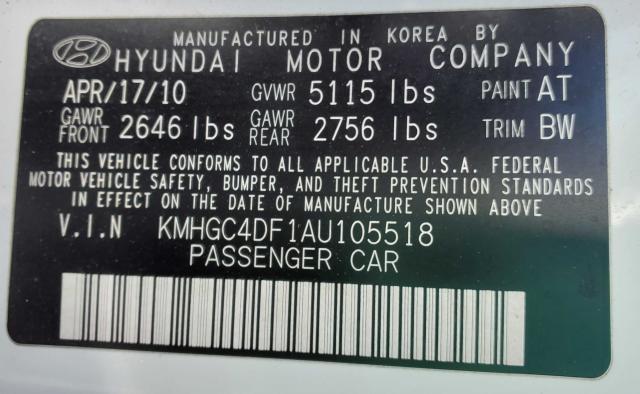 MANUFACTURED IN KOREA BY
HYUNDAI MOTOR COMPANY
APR/17/10 GVWR 5115 lbs PAINT AT
GAWR FRONT 2646 lbs GAWR REAR 2756 lbs TRIM BW
THIS VEHICLE CONFORMS TO ALL APPLICABLE U.S.A. FEDERAL
MOTOR VEHICLE SAFETY, BUMPER, AND THEFT PREVENTION STANDARDS
IN EFFECT ON THE DATE OF MANUFACTURE SHOWN ABOVE
V.I.N KMHGC4DF1AU105518
PASSENGER CAR